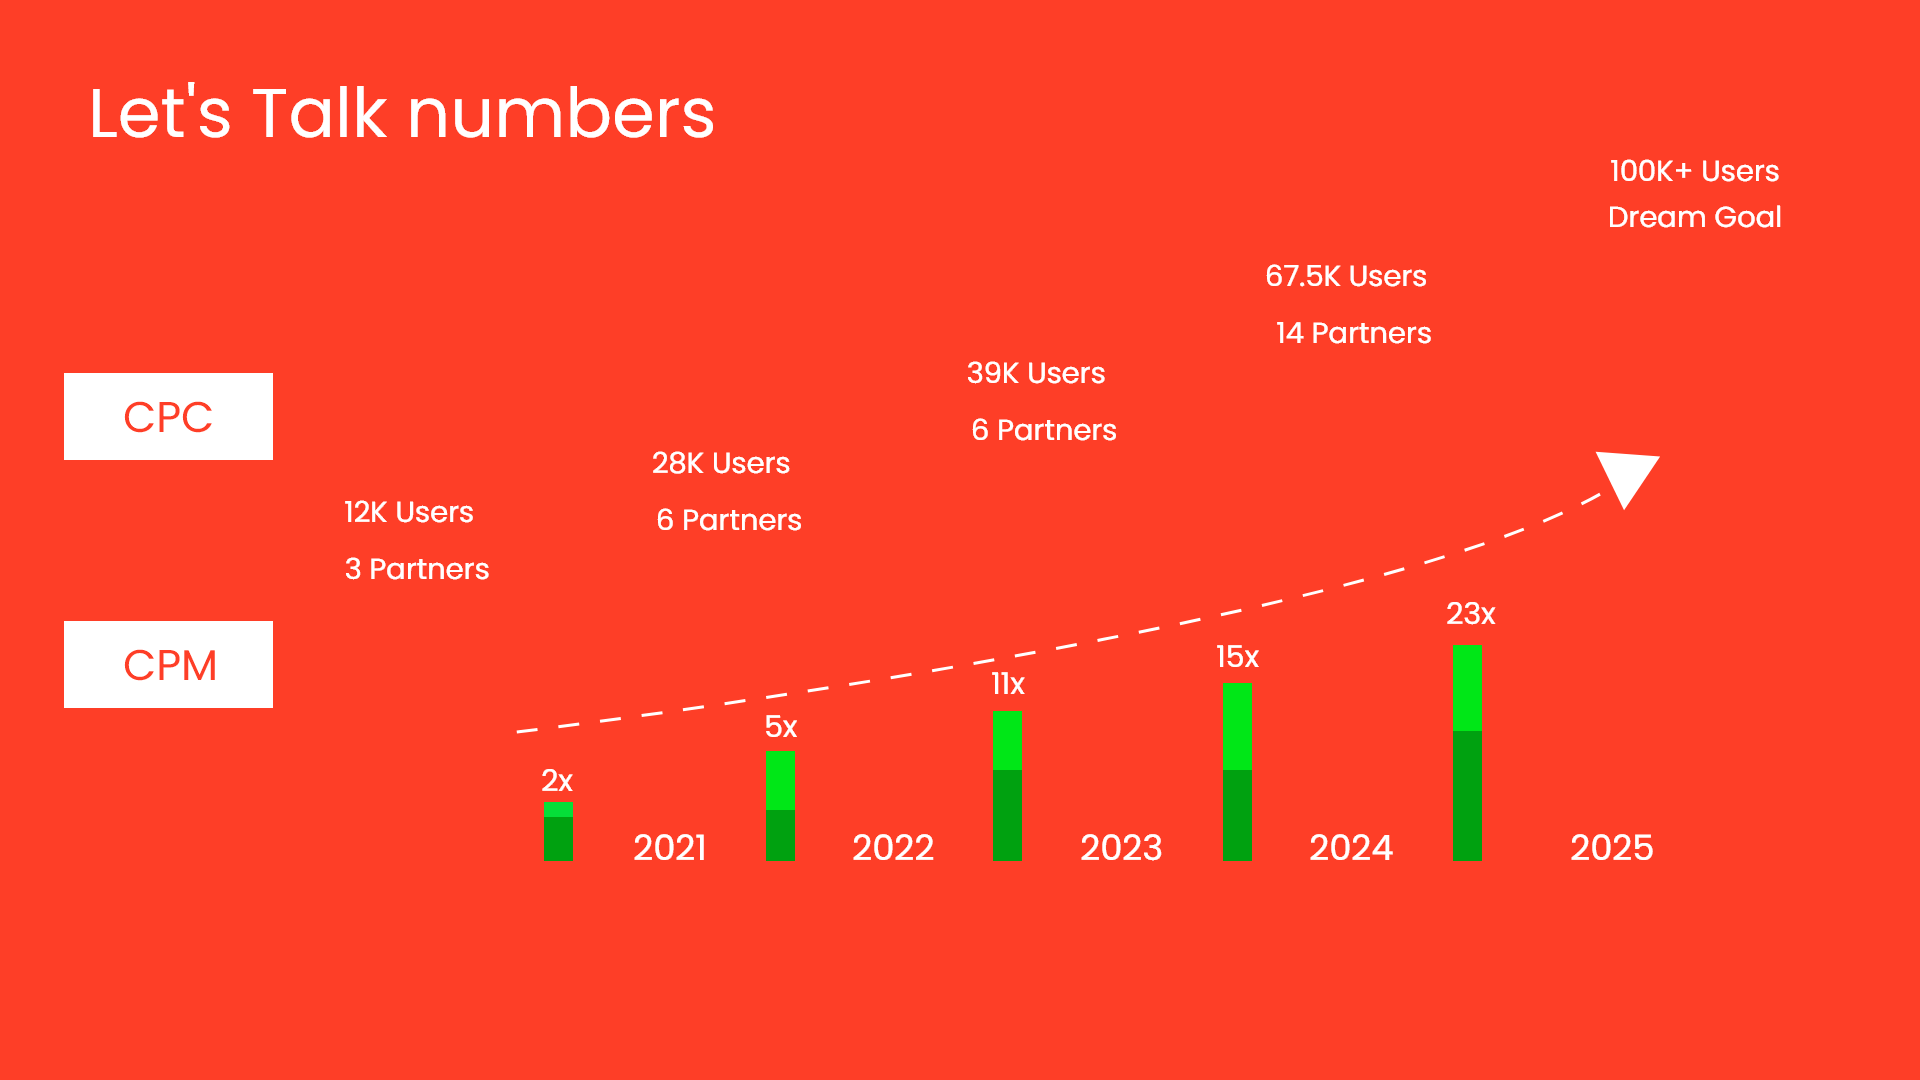 Let's Talk numbers
100K+ Users
Dream Goal
67.5K Users
14 Partners
39K Users
6 Partners
CPC
28K Users
6 Partners
12K Users
3 Partners
CPM
2x
5x
11x
15x
23x
2021
2022
2023
2024
2025